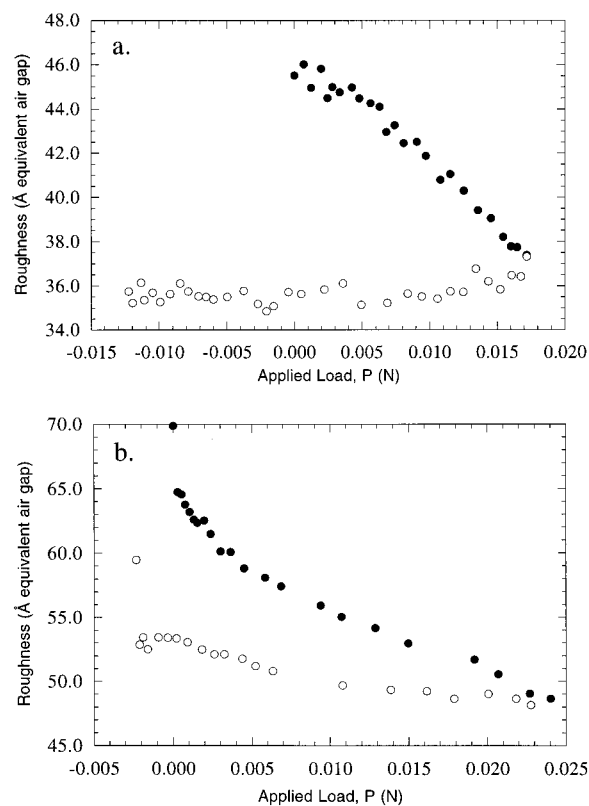 a.
48.0
46.0
44.0
42.0
40.0
38.0
36.0
34.0
Roughness (Å equivalent air gap)
-0.015 -0.010 -0.005 0.000 0.005 0.010 0.015 0.020
Applied Load, P (N)
b.
70.0
65.0
60.0
55.0
50.0
45.0
Roughness (Å equivalent air gap)
-0.005 0.000 0.005 0.010 0.015 0.020 0.025
Applied Load, P (N)